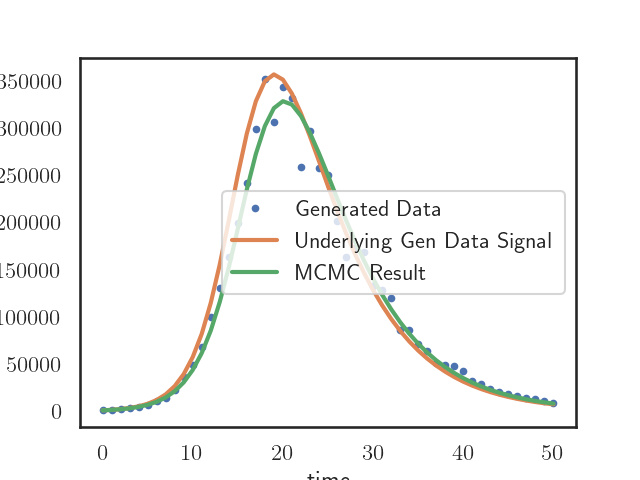 350000
300000
250000
200000
150000
100000
50000
0
Generated Data
Underlying Gen Data Signal
MCMC Result
0 10 20 30 40 50
time